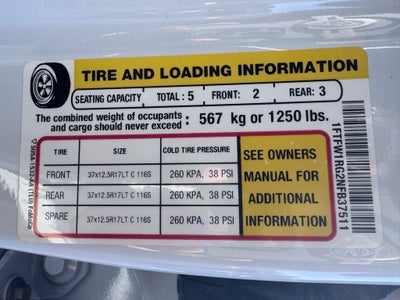 TIRE AND LOADING INFORMATION
SEATING CAPACITY TOTAL : 5 FRONT: 2 REAR: 3
The combined weight of occupants and cargo should never exceed : 567 kg or 1250 lbs.
TIRE SIZE COLD TIRE PRESSURE
FRONT 37x12.5R17LT C 116S 260 KPA, 38 PSI
REAR 37x12.5R17LT C 116S 260 KPA, 38 PSI
SPARE 37x12.5R17LT C 116S 260 KPA, 38 PSI
SEE OWNERS
MANUAL FOR
ADDITIONAL
INFORMATION